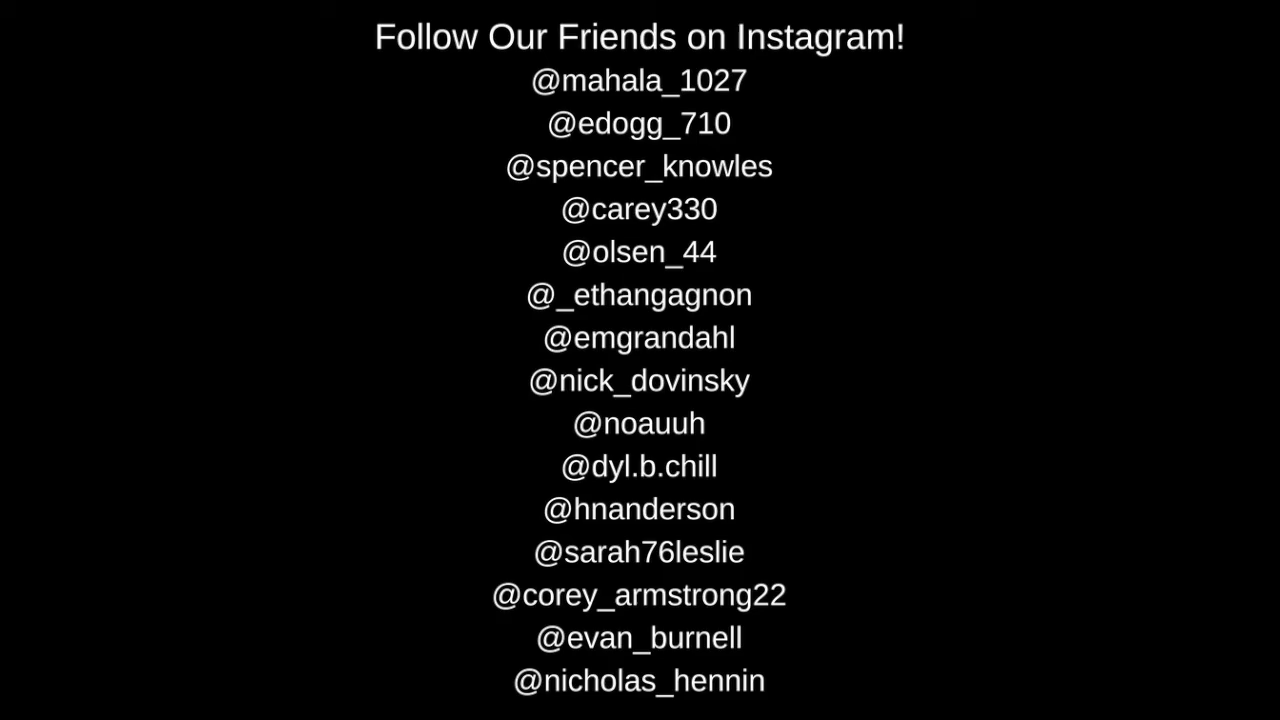 Follow Our Friends on Instagram!
@mahala_1027
@edogg_710
@spencer_knowles
@carey330
@olsen_44
@_ethangagnon
@emgrandahl
@nick_dovinsky
@noauuh
@dyl.b.chill
@hnanderson
@sarah76leslie
@corey_armstrong22
@evan_burnell
@nicholas_hennin